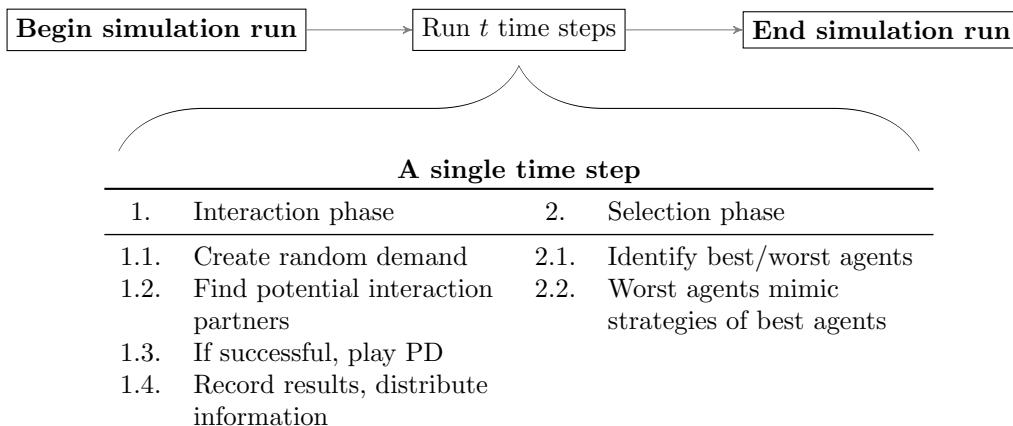 Begin simulation run
Run t time steps
End simulation run
A single time step
1. Interaction phase
2. Selection phase
1.1. Create random demand
1.2. Find potential interaction
partners
1.3. If successful, play PD
1.4. Record results, distribute
information
2.1. Identify best/worst agents
2.2. Worst agents mimic
strategies of best agents